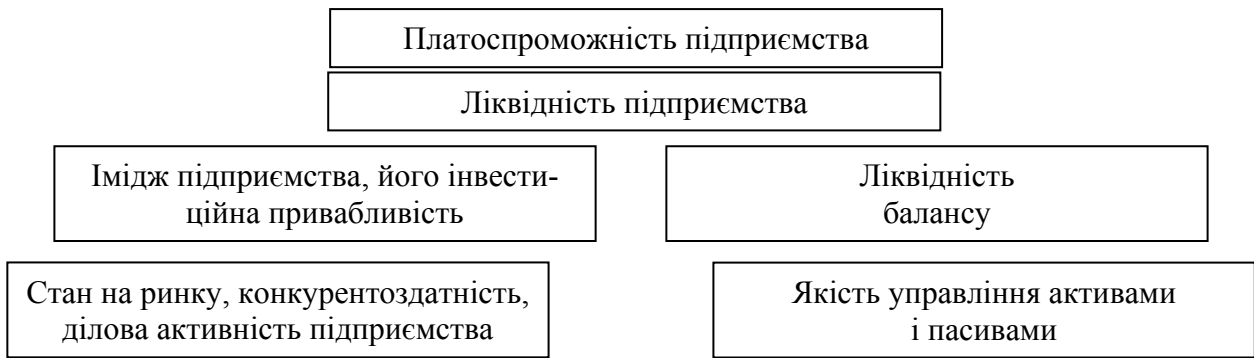 Платоспроможність підприємства
Ліквідність підприємства
Імідж підприємства, його інвести-
ційна привабливість
Ліквідність
балансу
Стан на ринку, конкурентоздатність,
ділова активність підприємства
Якість управління активами
і пасивами